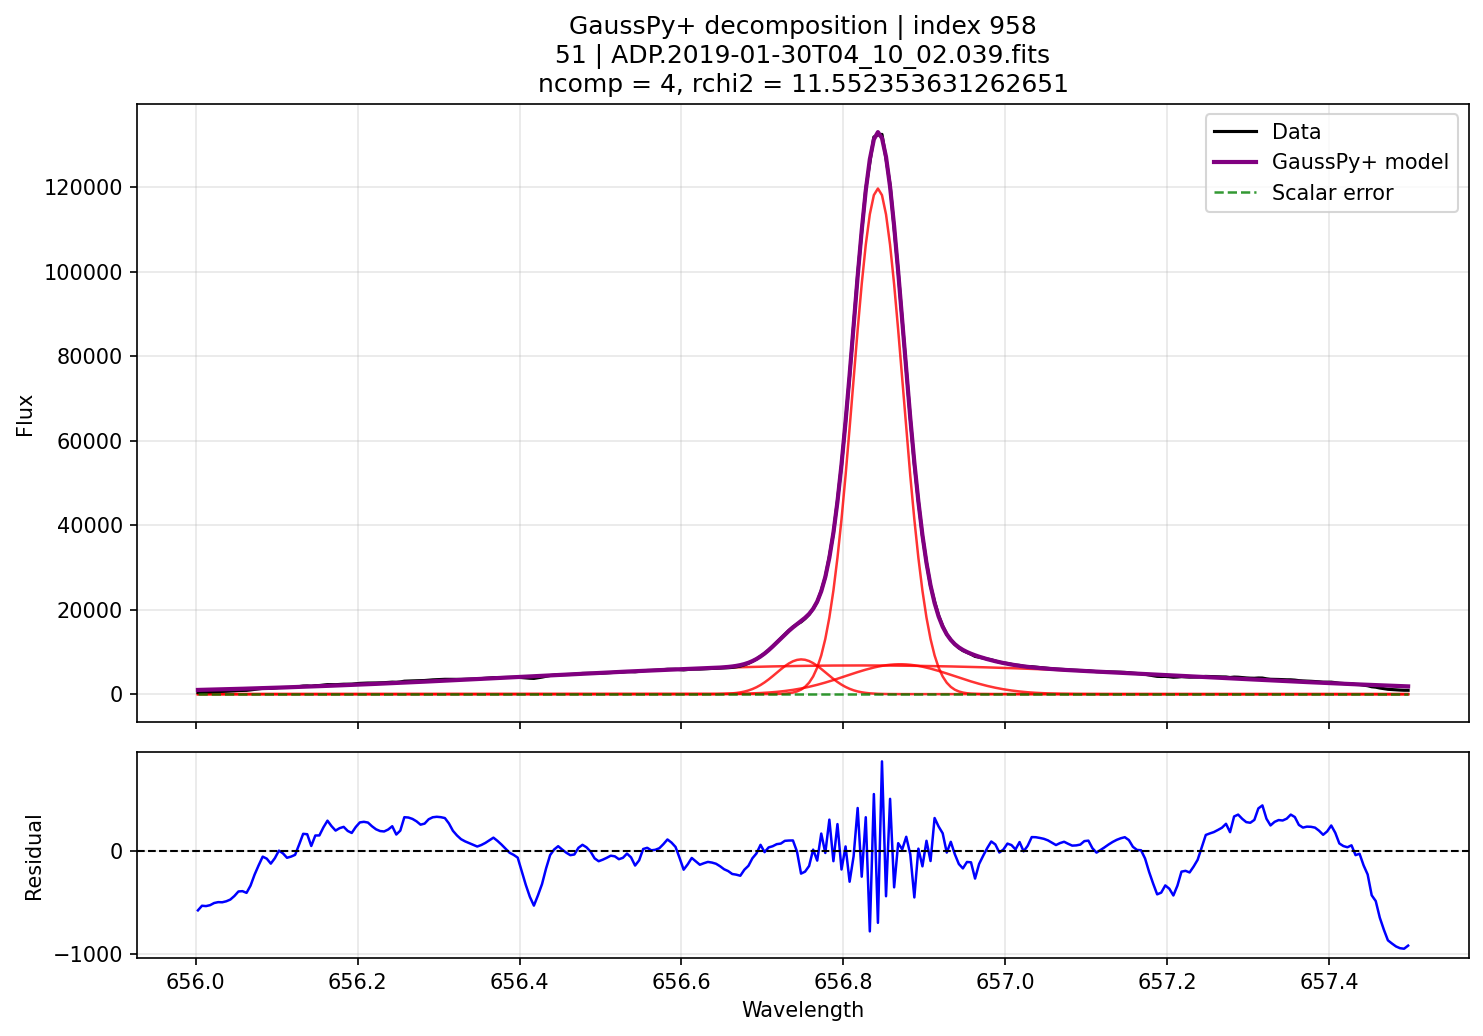 GaussPy+ decomposition | index 958
51 | ADP.2019-01-30T04_10_02.039.fits
ncomp = 4, rchi2 = 11.552353631262651
Data
GaussPy+ model
Scalar error
120000
100000
80000
60000
40000
20000
0
Flux
0
−1000
Residual
656.0
656.2
656.4
656.6
656.8
657.0
657.2
657.4
Wavelength